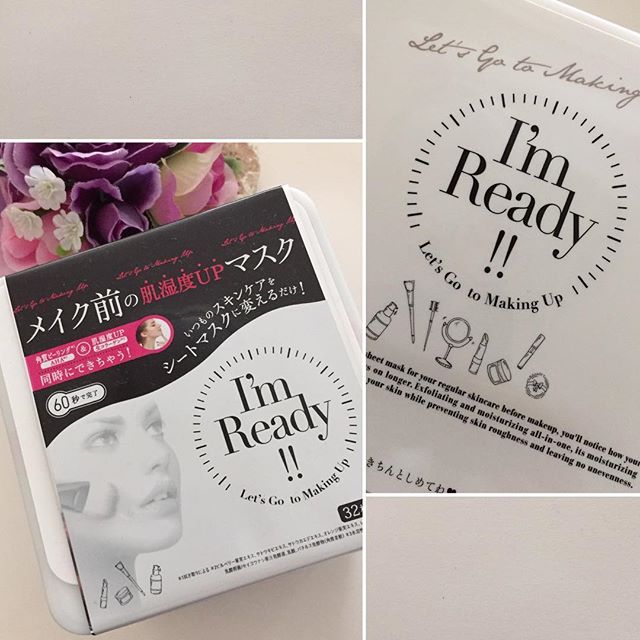 Let's Go to Making Up
Let's Go to Making Up
メイク前の肌湿度UPマスク
いつものスキンケアを
シートマスクに変えるだけ!
角質ピーリング
AHA
&
肌湿度UP
同時にできちゃう!
60秒で完了
I'm
Ready
!!
Let's Go to Making Up
32
Let's Go to Making
I'm
Ready
!!
Let's Go to Making Up
sheet mask for your regular skincare before makeup, you'll notice how your
s on longer. Exfoliating and moisturizing all-in-one, its moisturizing
your skin while preventing skin roughness and leaving no unevenness.
きちんとしめてね♥